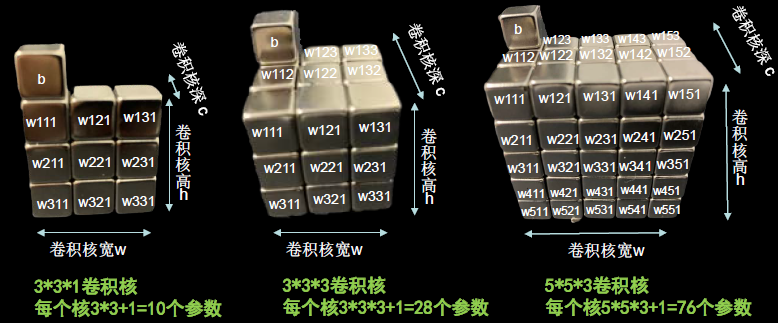 b
w111 w121 w131
w211 w221 w231
w311 w321 w331
卷积核深c
卷积核高h
卷积核宽w
3*3*1卷积核
每个核3*3+1=10个参数
b
w123 w133
w112 w122 w132
w111 w121 w131
w211 w221 w231
w311 w321 w331
卷积核深c
卷积核高h
卷积核宽w
3*3*3卷积核
每个核3*3*3+1=28个参数
b
w123 w133 w143 w153
w112 w122 w132 w142 w152
w111 w121 w131 w141 w151
w211 w221 w231 w241 w251
w311 w321 w331 w341 w351
w411 w421 w431 w441 w451
w511 w521 w531 w541 w551
卷积核深c
卷积核高h
卷积核宽w
5*5*3卷积核
每个核5*5*3+1=76个参数